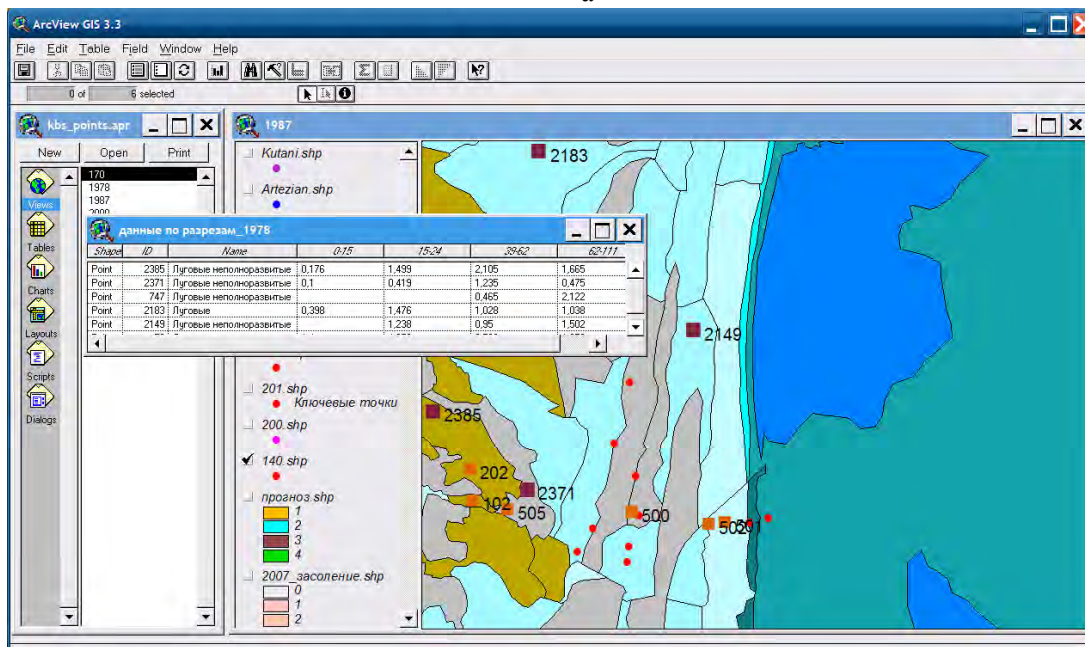 ArcView GIS 3.3
File Edit Table Field Window Help
0 of 6 selected
kbs_points.apr
New Open Print
170
1978
1987
2000
Views
Tables
Charts
Layouts
Scripts
Dialogs
1987
Kutani.shp
Artezian.shp
данные по разрезам_1978
Shape ID Name 0-15 15-24 39-62 62-111
Point 2385 Луговые неполноразвитые 0,176 1,499 2,105 1,665
Point 2371 Луговые неполноразвитые 0,1 0,419 1,235 0,475
Point 747 Луговые неполноразвитые 0,465 2,122
Point 2183 Луговые 0,398 1,476 1,028 1,038
Point 2149 Луговые неполноразвитые 1,238 0,95 1,502
201.shp
Ключевые точки
200.shp
140.shp
прогноз.shp
1
2
3
4
2007_засоление.shp
0
1
2
2183
2149
2385
202
2371
102
505
500
502